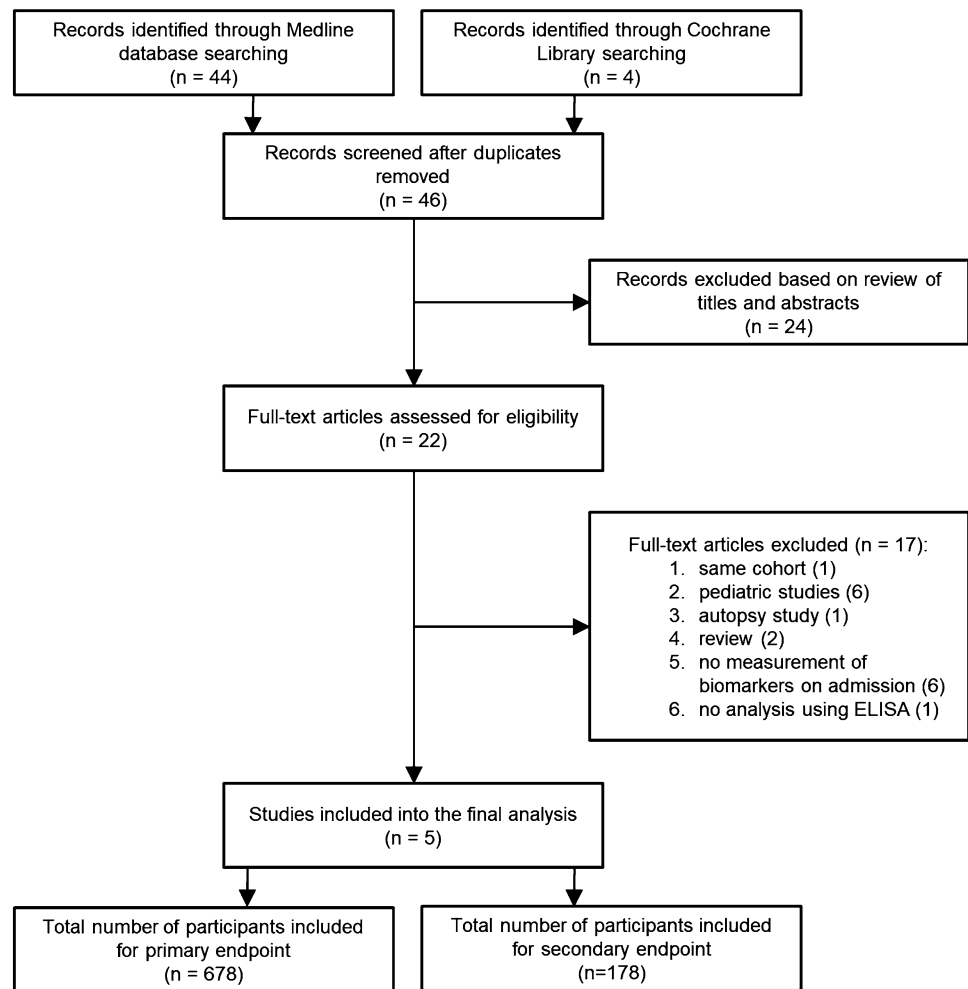 Records identified through Medline
database searching
(n = 44)
Records identified through Cochrane
Library searching
(n = 4)
Records screened after duplicates
removed
(n = 46)
Records excluded based on review of
titles and abstracts
(n = 24)
Full-text articles assessed for eligibility
(n = 22)
Full-text articles excluded (n = 17):
1. same cohort (1)
2. pediatric studies (6)
3. autopsy study (1)
4. review (2)
5. no measurement of
biomarkers on admission (6)
6. no analysis using ELISA (1)
Studies included into the final analysis
(n = 5)
Total number of participants included
for primary endpoint
(n = 678)
Total number of participants included
for secondary endpoint
(n=178)